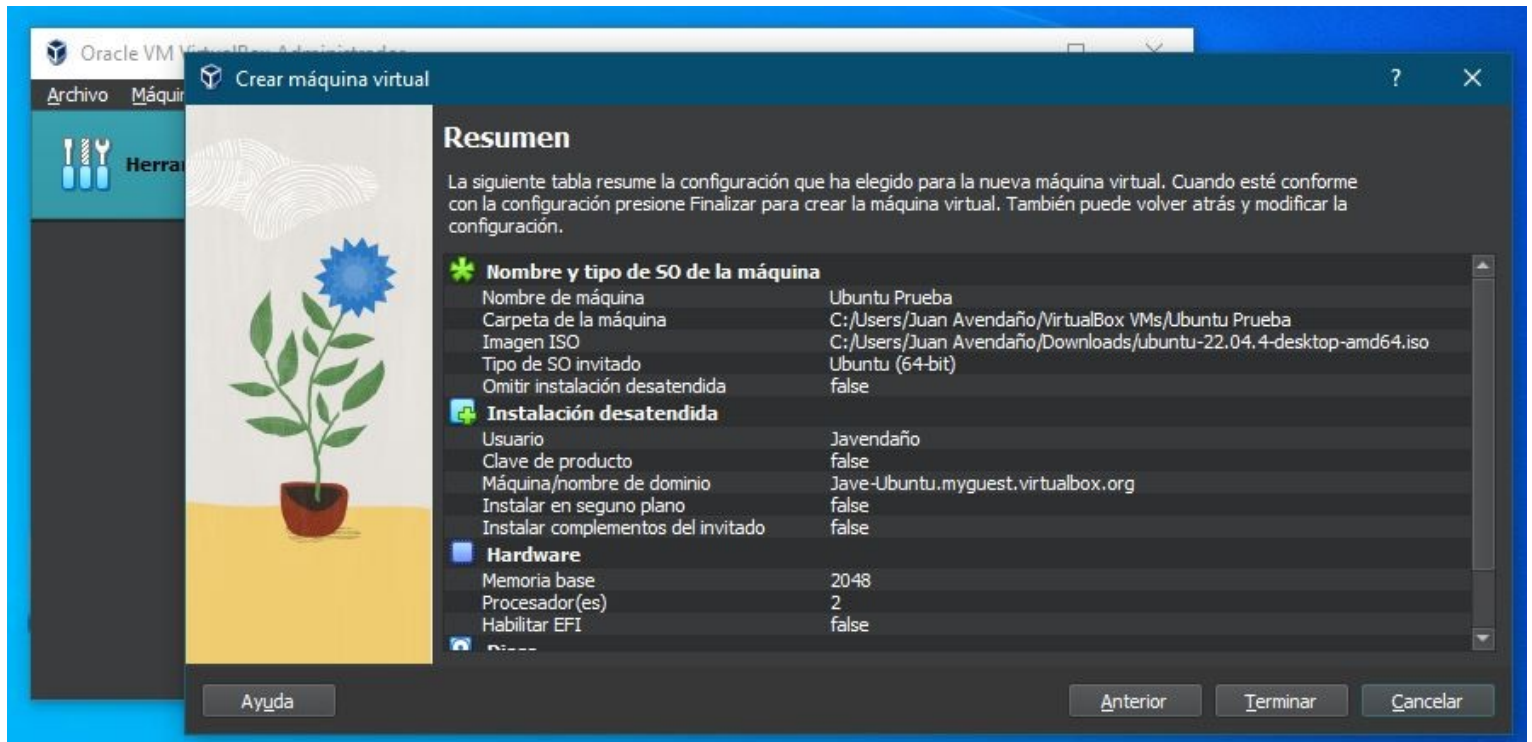 Oracle VM
Crear máquina virtual
Archivo
Resumen
La siguiente tabla resume la configuración que ha elegido para la nueva máquina virtual. Cuando esté conforme
con la configuración presione Finalizar para crear la máquina virtual. También puede volver atrás y modificar la
configuración.
Nombre y tipo de SO de la máquina
Nombre de máquina Ubuntu Prueba
Carpeta de la máquina C:/Users/Juan Avendaño/VirtualBox VMs/Ubuntu Prueba
Imagen ISO C:/Users/Juan Avendaño/Downloads/ubuntu-22.04.4-desktop-amd64.iso
Tipo de SO invitado Ubuntu (64-bit)
Omitir instalación desatendida false
Instalación desatendida
Usuario Javendaño
Clave de producto false
Máquina/nombre de dominio Jave-Ubuntu.myguest.virtualbox.org
Instalar en seguno plano false
Instalar complementos del invitado false
Hardware
Memoria base 2048
Procesador(es) 2
Habilitar EFI false
Ayuda Anterior Terminar Cancelar